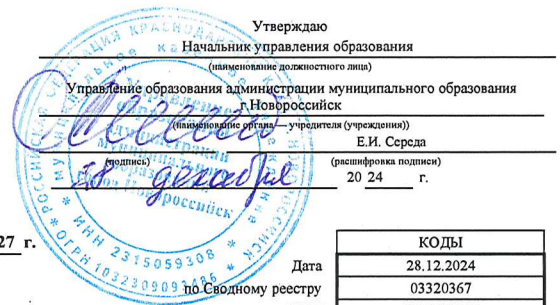 Утверждаю
Начальник управления образования
(наименование должностного лица)
Управление образования администрации муниципального образования
г.Новороссийск
(наименование органа — учредителя (учреждения))
Е.И. Середа
(подпись) (расшифровка подписи)
28 декабря 20 24 г.
27 г.
КОДЫ
Дата 28.12.2024
по Сводному реестру 03320367
ИНН 2315059308
ОГРН 1032309091486